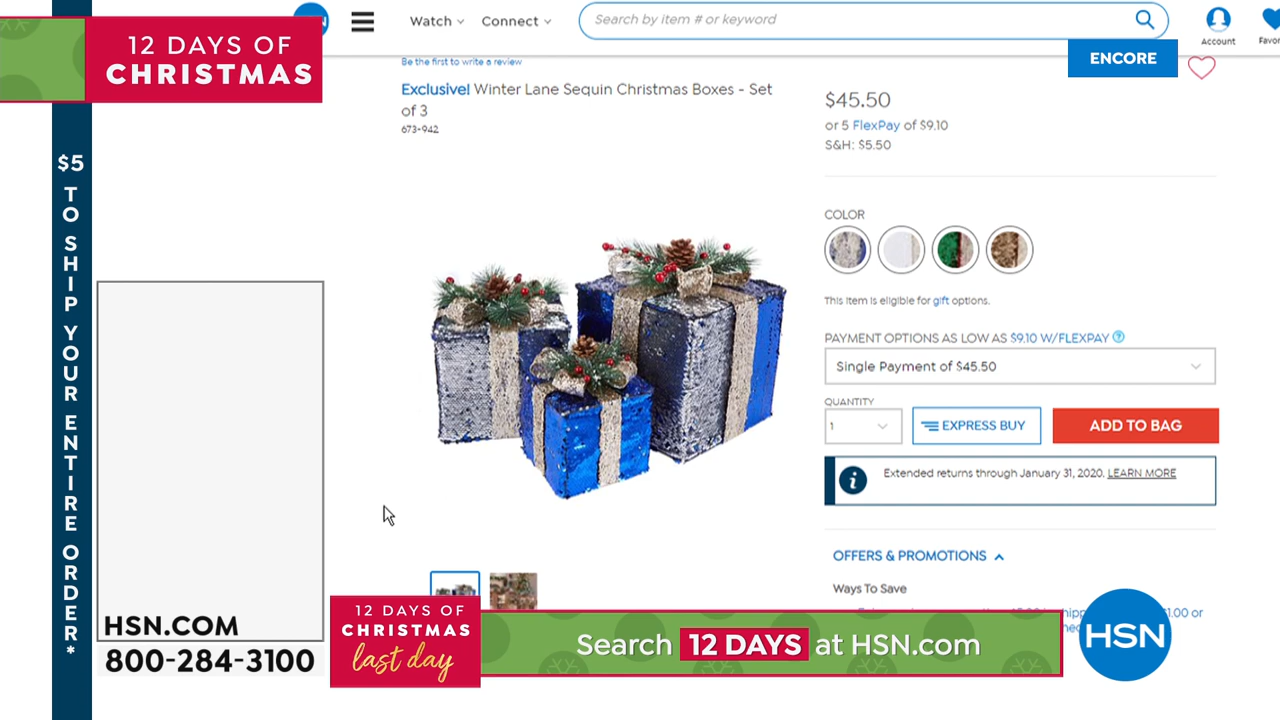 12 DAYS OF
CHRISTMAS
Watch
Connect
Search by item # or keyword
Account
ENCORE
Be the first to write a review
Exclusive! Winter Lane Sequin Christmas Boxes - Set
of 3
673-942
$45.50
or 5 FlexPay of $9.10
S&H: $5.50
COLOR
This item is eligible for gift options.
PAYMENT OPTIONS AS LOW AS $9.10 W/FLEXPAY
Single Payment of $45.50
QUANTITY
1
EXPRESS BUY
ADD TO BAG
Extended returns through January 31, 2020. LEARN MORE
OFFERS & PROMOTIONS
Ways To Save
$1.00 or
$5 TO SHIP YOUR ENTIRE ORDER*
HSN.COM
800-284-3100
12 DAYS OF
CHRISTMAS
last day
Search 12 DAYS at HSN.com
HSN